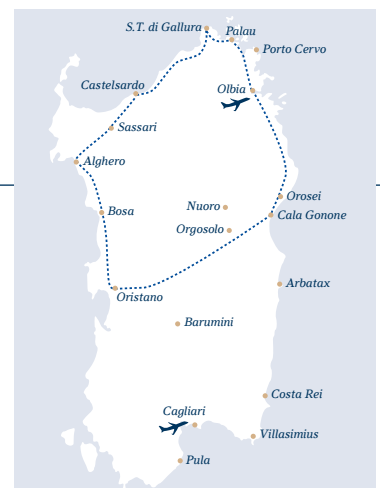 S.T. di Gallura
Palau
Porto Cervo
Castelsardo
Olbia
Sassari
Alghero
Orosei
Nuoro
Bosa
Cala Gonone
Orgosolo
Arbatax
Oristano
Barumini
Costa Rei
Cagliari
Villasimius
Pula